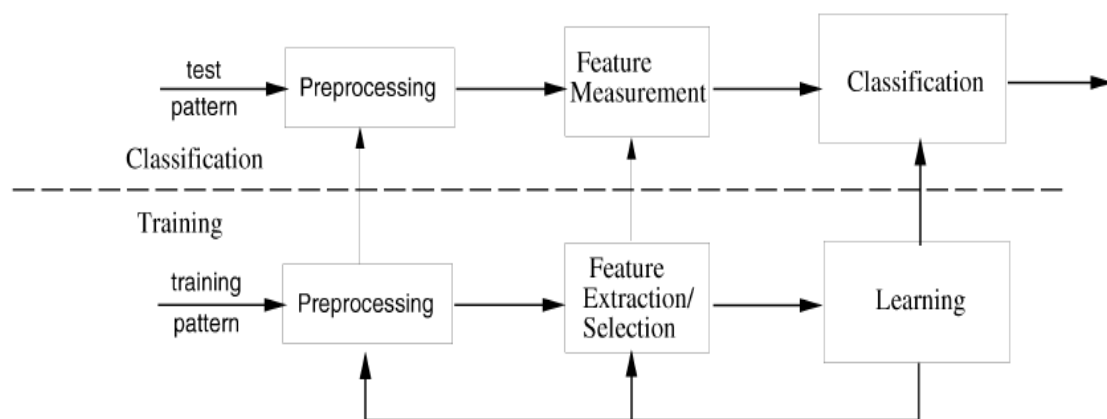 test
pattern
Preprocessing
Feature
Measurement
Classification
Classification
Training
training
pattern
Preprocessing
Feature
Extraction/
Selection
Learning